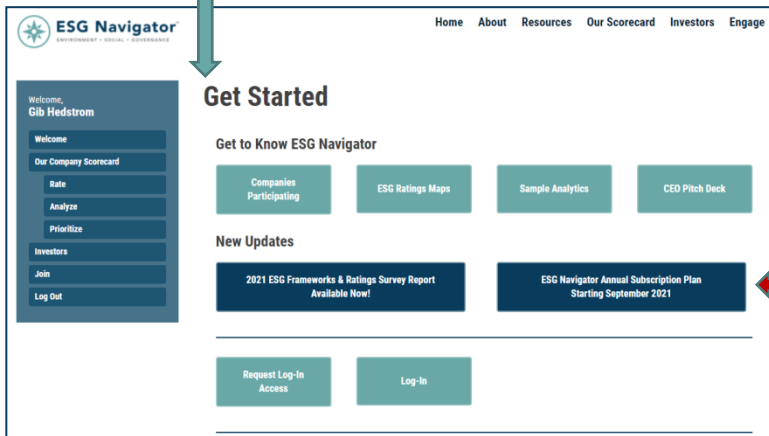 ESG Navigator™
ENVIRONMENT • SOCIAL • GOVERNANCE
Home About Resources Our Scorecard Investors Engage
Welcome,
Gib Hedstrom
Welcome
Our Company Scorecard
Rate
Analyze
Prioritize
Investors
Join
Log Out
Get Started
Get to Know ESG Navigator
Companies
Participating
ESG Ratings Maps
Sample Analytics
CEO Pitch Deck
New Updates
2021 ESG Frameworks & Ratings Survey Report
Available Now!
ESG Navigator Annual Subscription Plan
Starting September 2021
Request Log-In
Access
Log-In